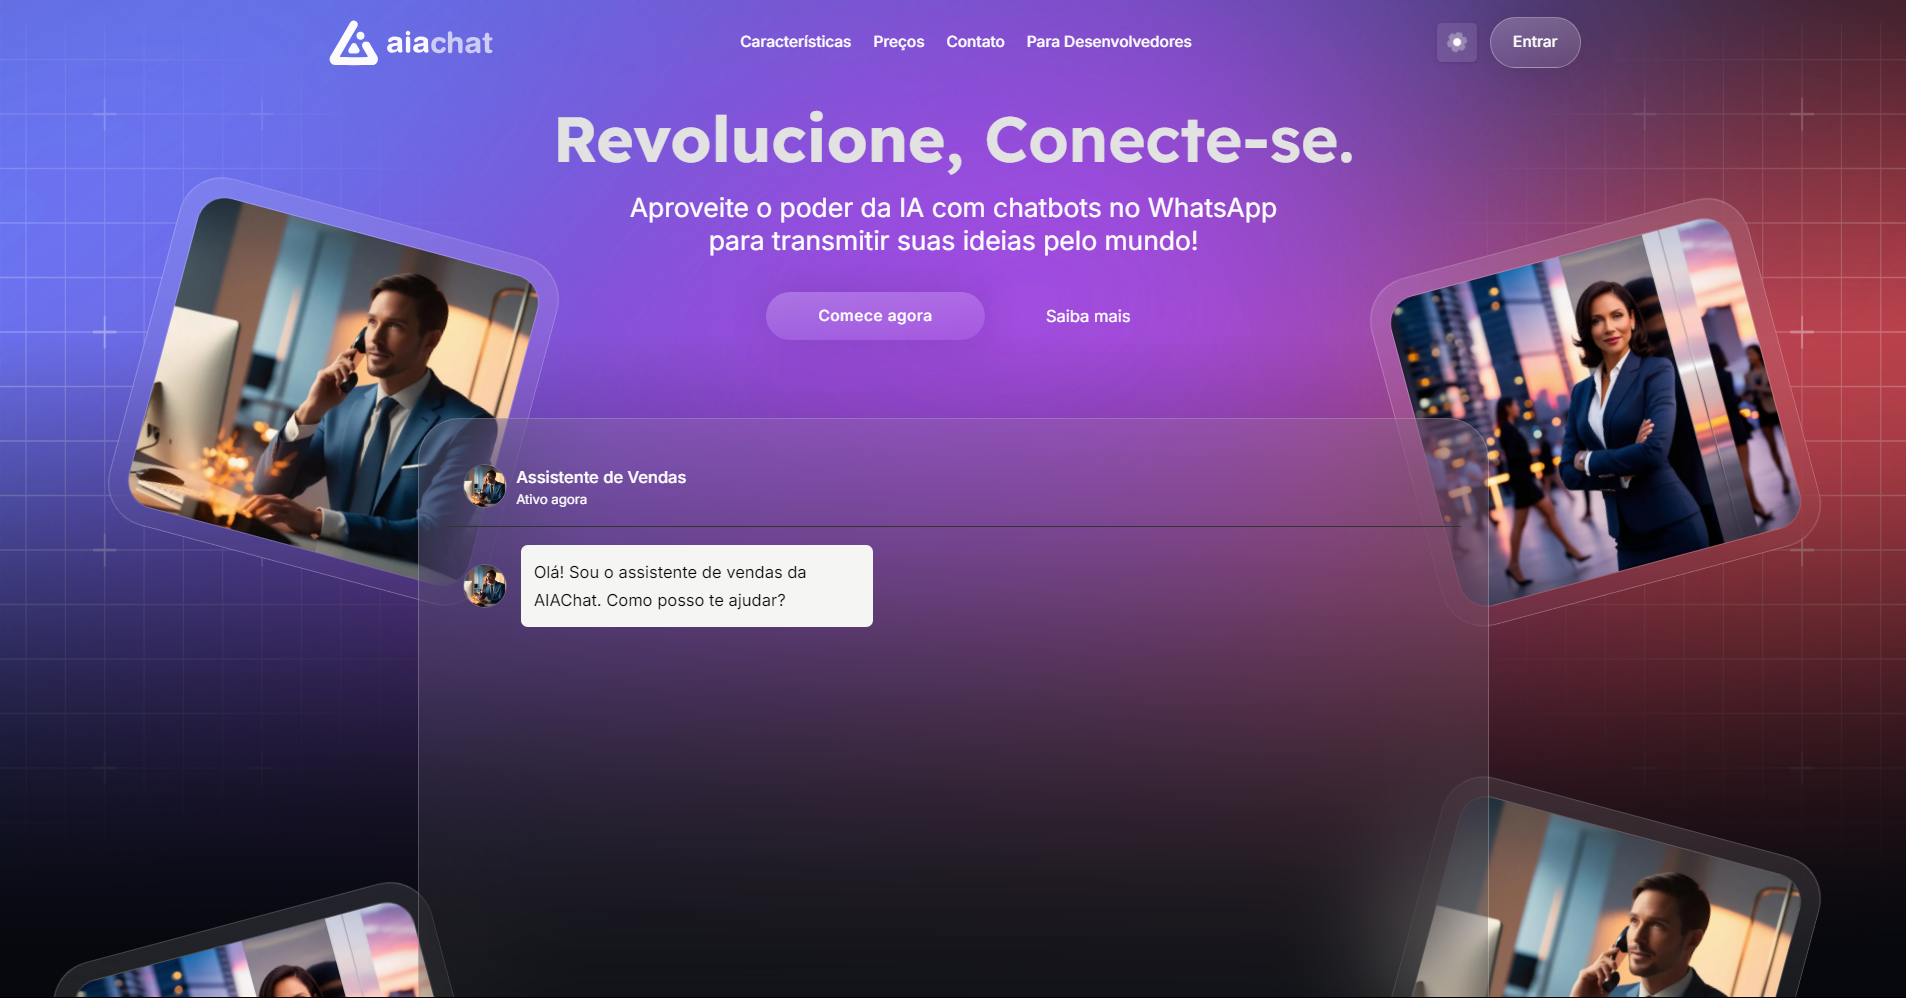 aiachat
Características Preços Contato Para Desenvolvedores
Entrar
Revolucione, Conecte-se.
Aproveite o poder da IA com chatbots no WhatsApp
para transmitir suas ideias pelo mundo!
Comece agora
Saiba mais
Assistente de Vendas
Ativo agora
Olá! Sou o assistente de vendas da
AIAChat. Como posso te ajudar?